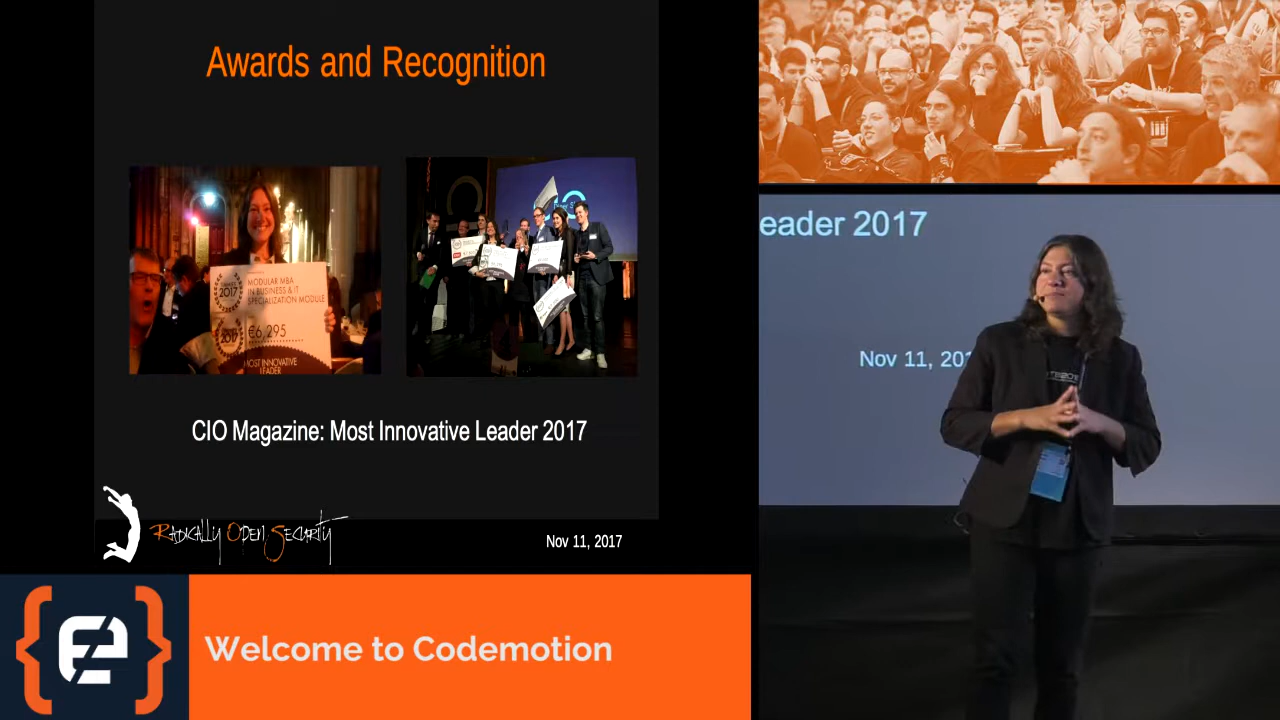 Awards and Recognition
2017
MODULAR MBA
IN BUSINESS & IT
SPECIALIZATION MODULE
2017
€6,295
MOST INNOVATIVE
LEADER
CIO Magazine: Most Innovative Leader 2017
Radically Open Security
Nov 11, 2017
Welcome to Codemotion
eader 2017
Nov 11, 201